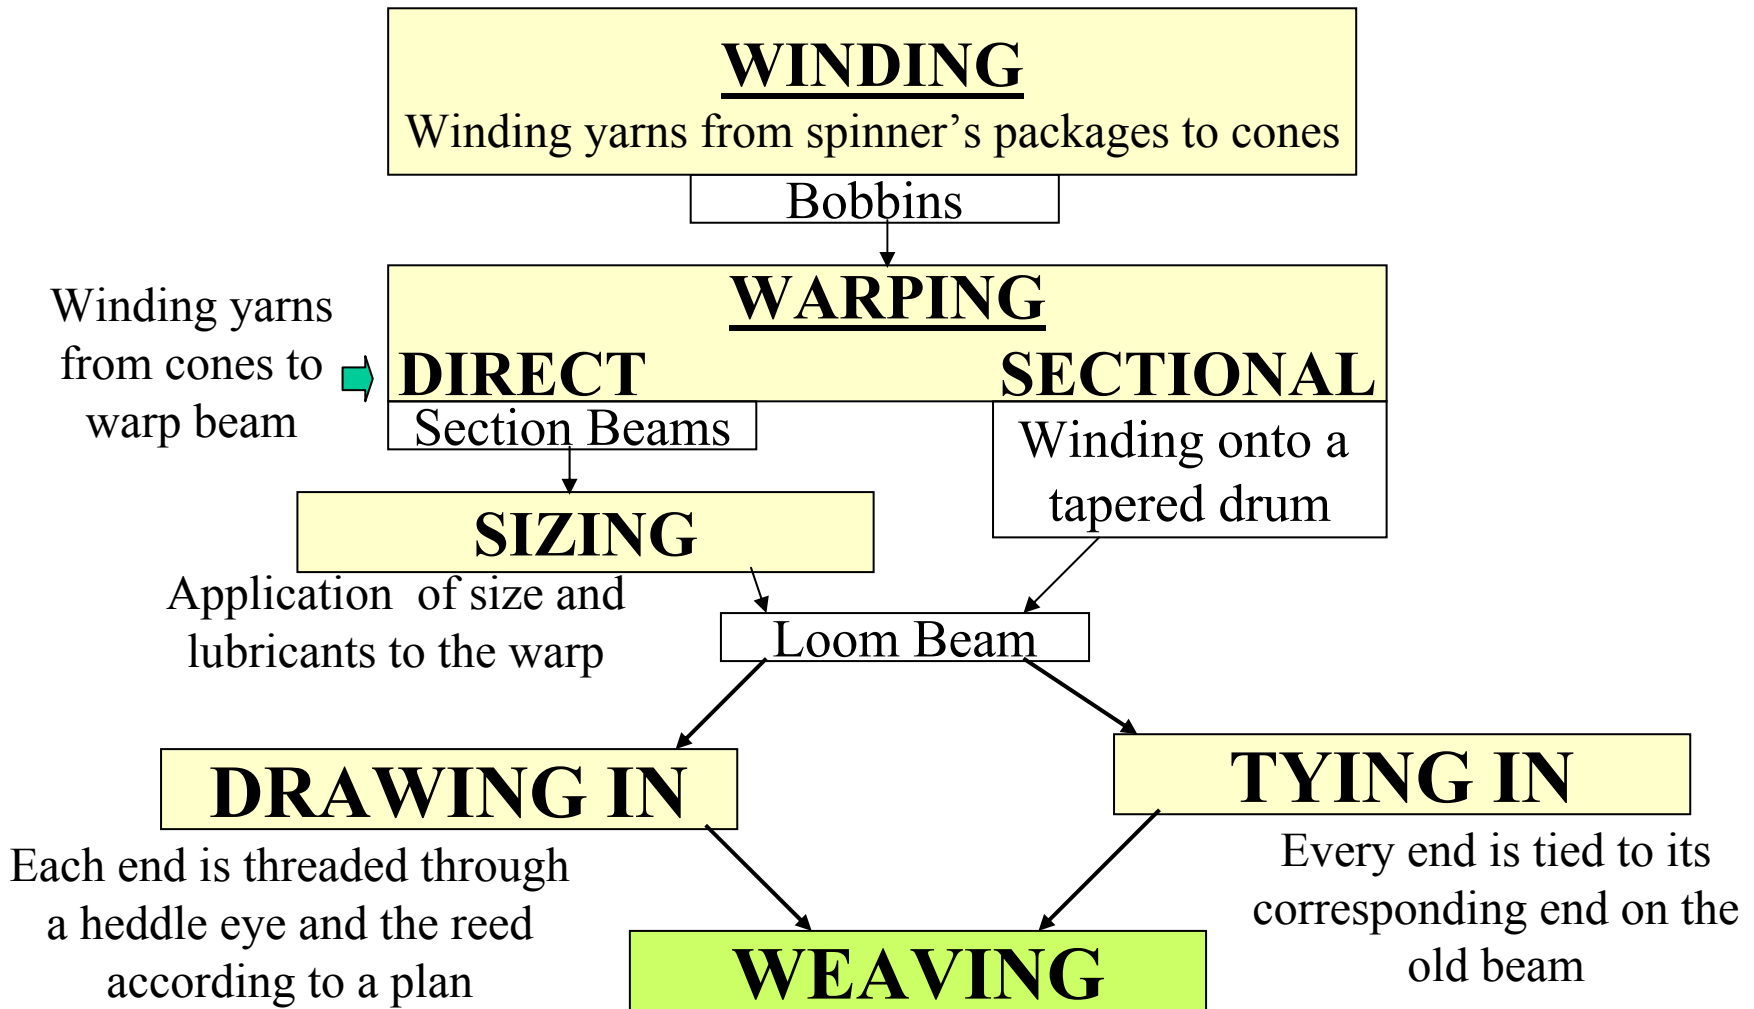 WINDING
Winding yarns from spinner’s packages to cones
Bobbins
Winding yarns
from cones to
warp beam
WARPING
DIRECT SECTIONAL
Section Beams
Winding onto a
tapered drum
SIZING
Application of size and
lubricants to the warp
Loom Beam
DRAWING IN
Each end is threaded through
a heddle eye and the reed
according to a plan
TYING IN
Every end is tied to its
corresponding end on the
old beam
WEAVING